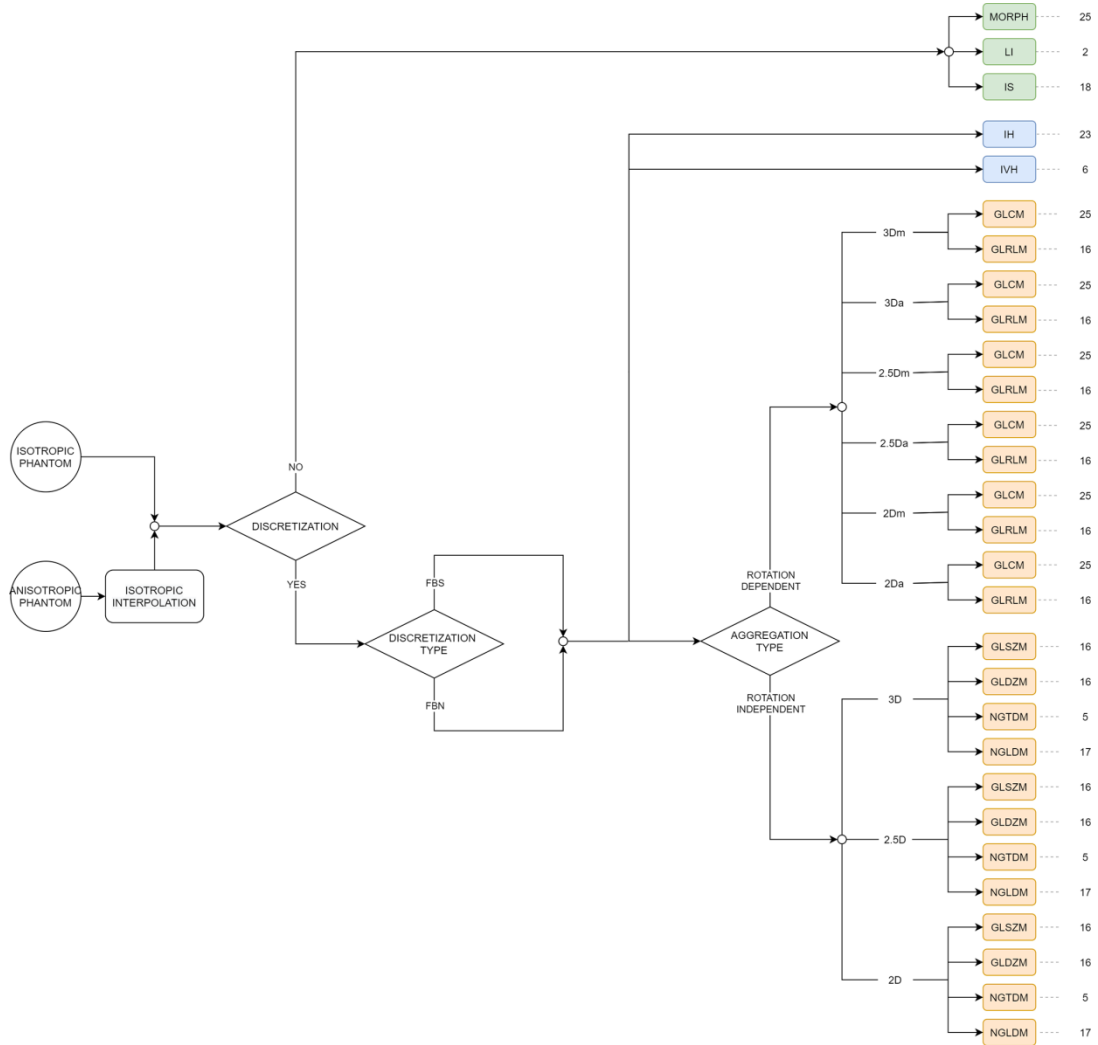 MORPH 25
LI 2
IS 18
IH 23
IVH 6
GLCM 25
3Dm
GLRLM 16
GLCM 25
3Da
GLRLM 16
GLCM 25
2.5Dm
GLRLM 16
GLCM 25
2.5Da
GLRLM 16
GLCM 25
2Dm
GLRLM 16
GLCM 25
2Da
GLRLM 16
ISOTROPIC
PHANTOM
NO
DISCRETIZATION
YES
ANISOTROPIC
PHANTOM
ISOTROPIC
INTERPOLATION
FBS
DISCRETIZATION
TYPE
FBN
ROTATION
DEPENDENT
AGGREGATION
TYPE
ROTATION
INDEPENDENT
GLSZM 16
GLDZM 16
3D
NGTDM 5
NGLDM 17
GLSZM 16
GLDZM 16
2.5D
NGTDM 5
NGLDM 17
GLSZM 16
GLDZM 16
2D
NGTDM 5
NGLDM 17